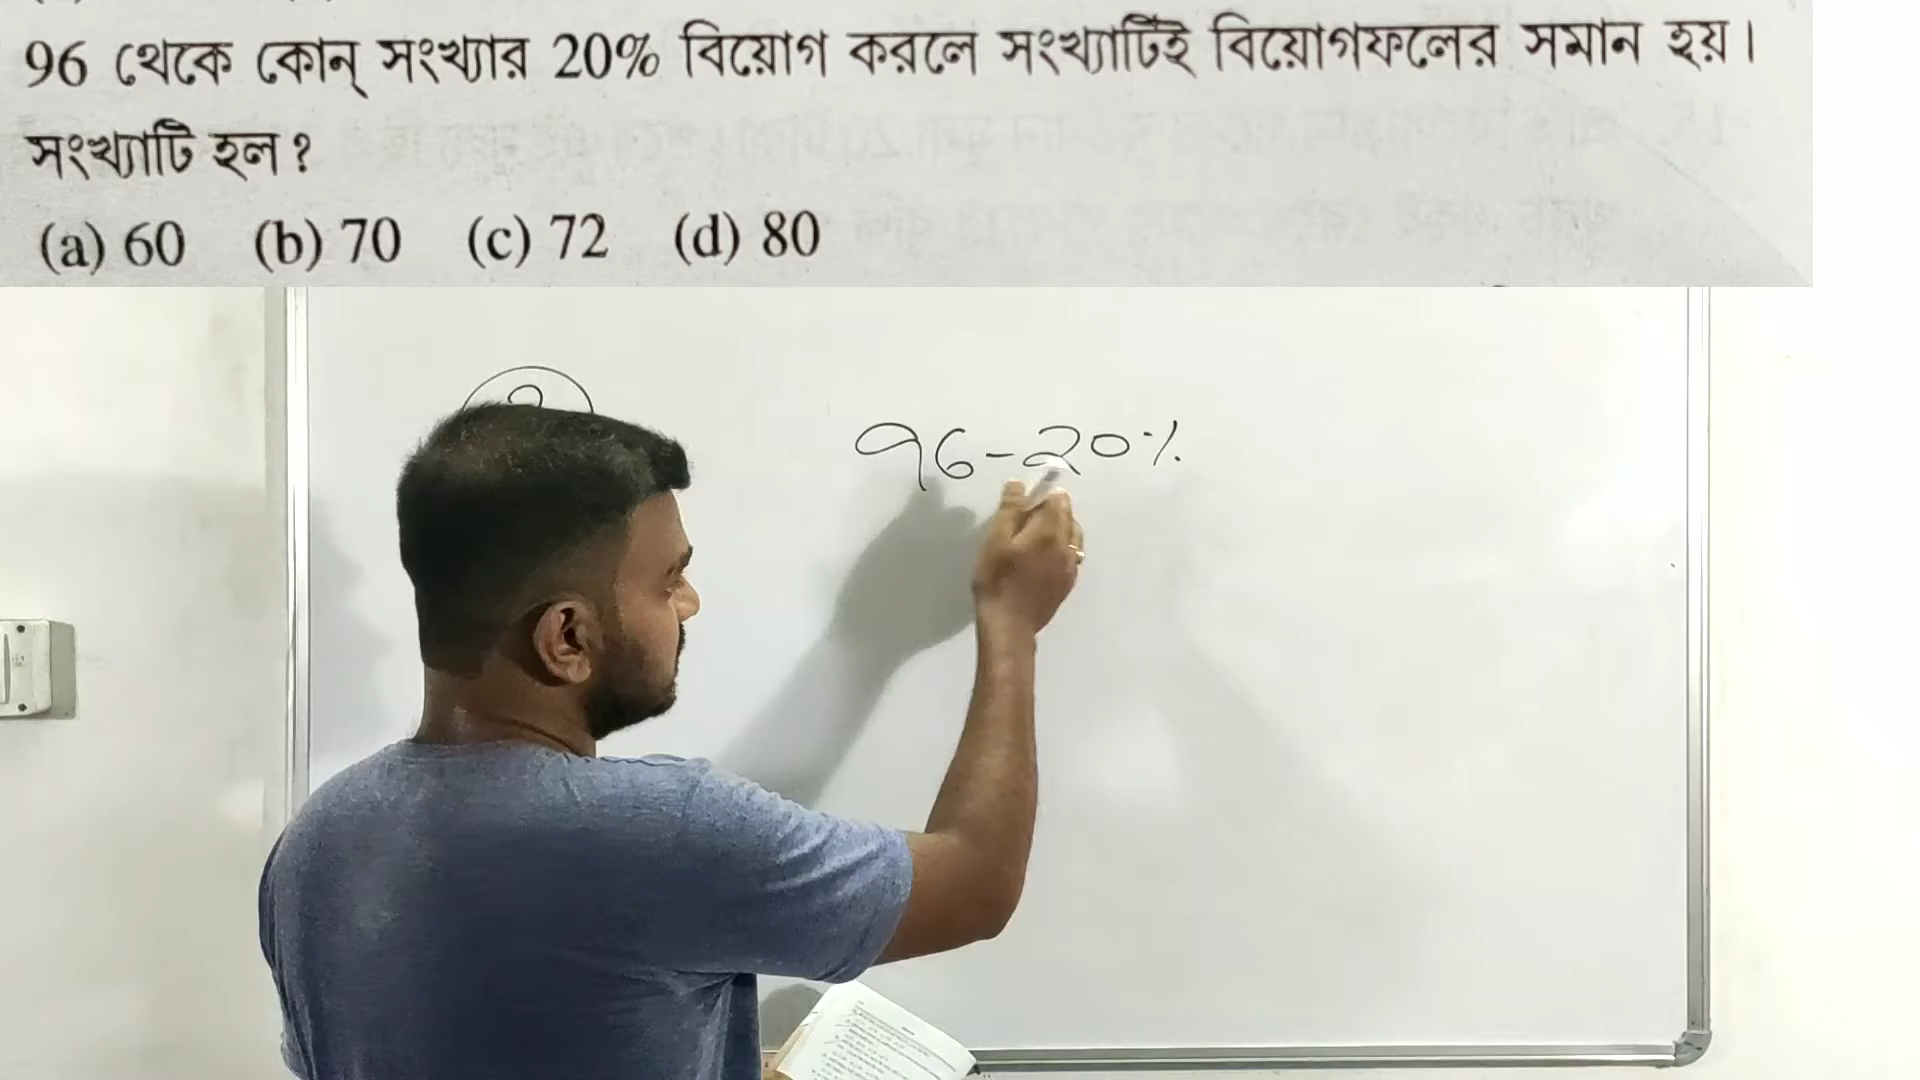 96 থেকে কোন্ সংখ্যার 20% বিয়োগ করলে সংখ্যাটিই বিয়োগফলের সমান হয়।
সংখ্যাটি হল?
(a) 60 (b) 70 (c) 72 (d) 80
96-20%